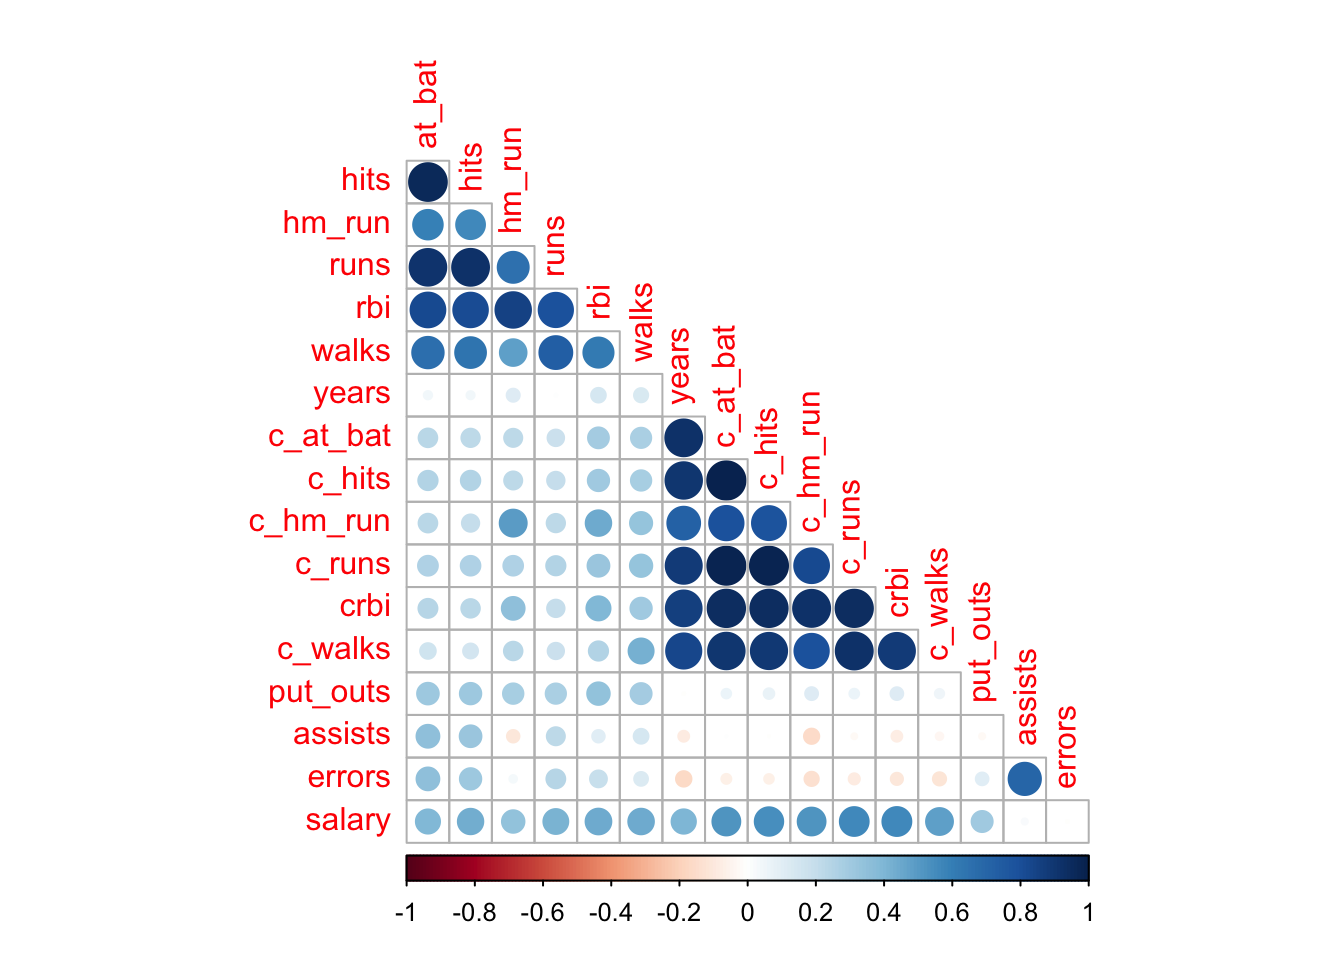 at_bat
hits
hm_run
runs
rbi
walks
years
c_at_bat
c_hits
c_hm_run
c_runs
crbi
c_walks
put_outs
assists
errors
hits
hm_run
runs
rbi
walks
years
c_at_bat
c_hits
c_hm_run
c_runs
crbi
c_walks
put_outs
assists
errors
salary
-1 -0.8 -0.6 -0.4 -0.2 0 0.2 0.4 0.6 0.8 1